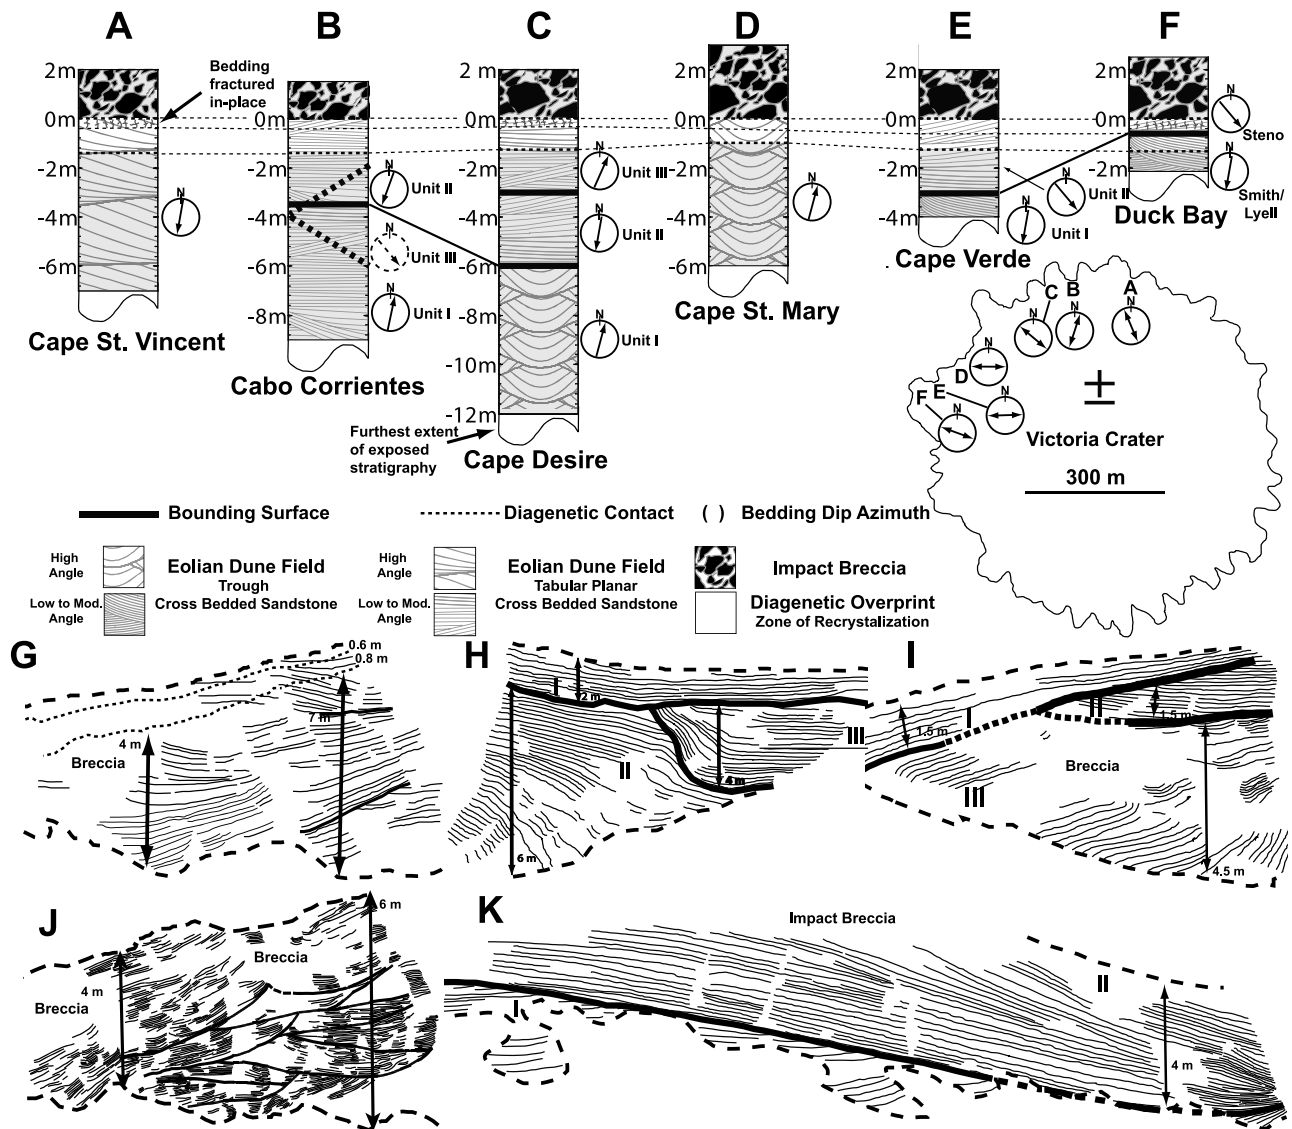 A
B
C
D
E
F
Bedding
fractured
in-place
2m
0m
-2m
-4m
-6m
N
Cape St. Vincent
0m
-2m
-4m
-6m
-8m
N
Unit II
N
Unit III
N
Unit I
Cabo Corrientes
2m
0m
-2m
-4m
-6m
-8m
-10m
-12m
N
Unit III
N
Unit II
N
Unit I
Furthest extent
of exposed
stratigraphy
Cape Desire
2m
0m
-2m
-4m
-6m
N
Cape St. Mary
2m
0m
-2m
-4m
N
Unit II
N
Unit I
Cape Verde
2m
0m
-2m
N
Steno
N
Smith/
Lyell
Duck Bay
C
B
A
N
N
N
D
N
E
N
F
N
Victoria Crater
300 m
Bounding Surface
Diagenetic Contact
( ) Bedding Dip Azimuth
High
Angle
Low to Mod.
Angle
Eolian Dune Field
Trough
Cross Bedded Sandstone
High
Angle
Low to Mod.
Angle
Eolian Dune Field
Tabular Planar
Cross Bedded Sandstone
Impact Breccia
Diagenetic Overprint
Zone of Recrystalization
G
0.6 m
0.8 m
7 m
4 m
Breccia
H
I
2 m
II
III
4 m
6 m
I
I
1.5 m
II
1.5 m
Breccia
III
4.5 m
J
6 m
Breccia
4 m
Breccia
K
Impact Breccia
I
II
4 m